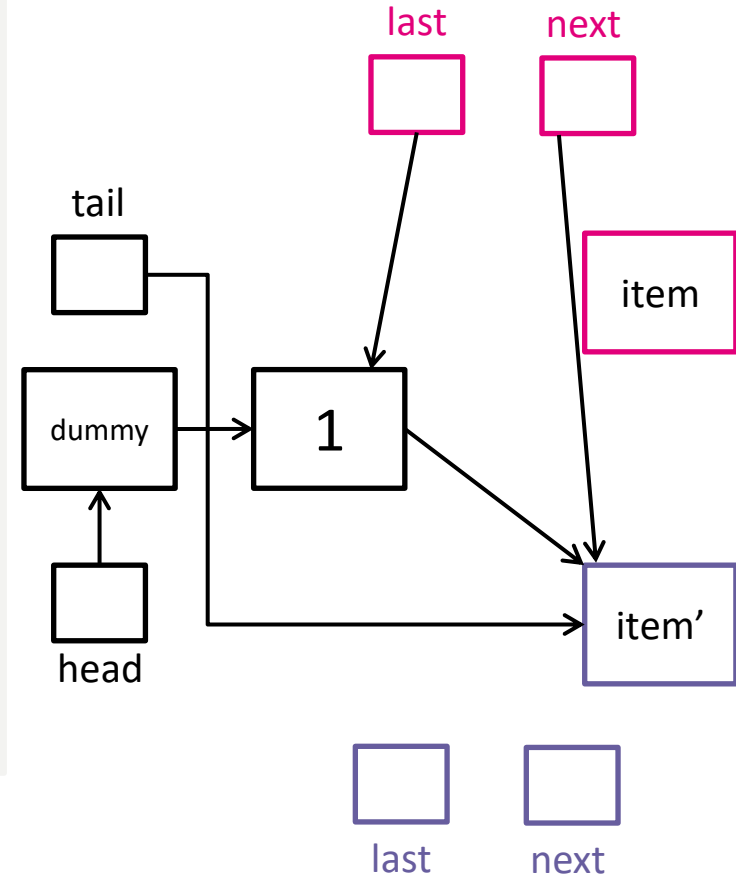 last next
tail
item
dummy
1
item’
head
last next